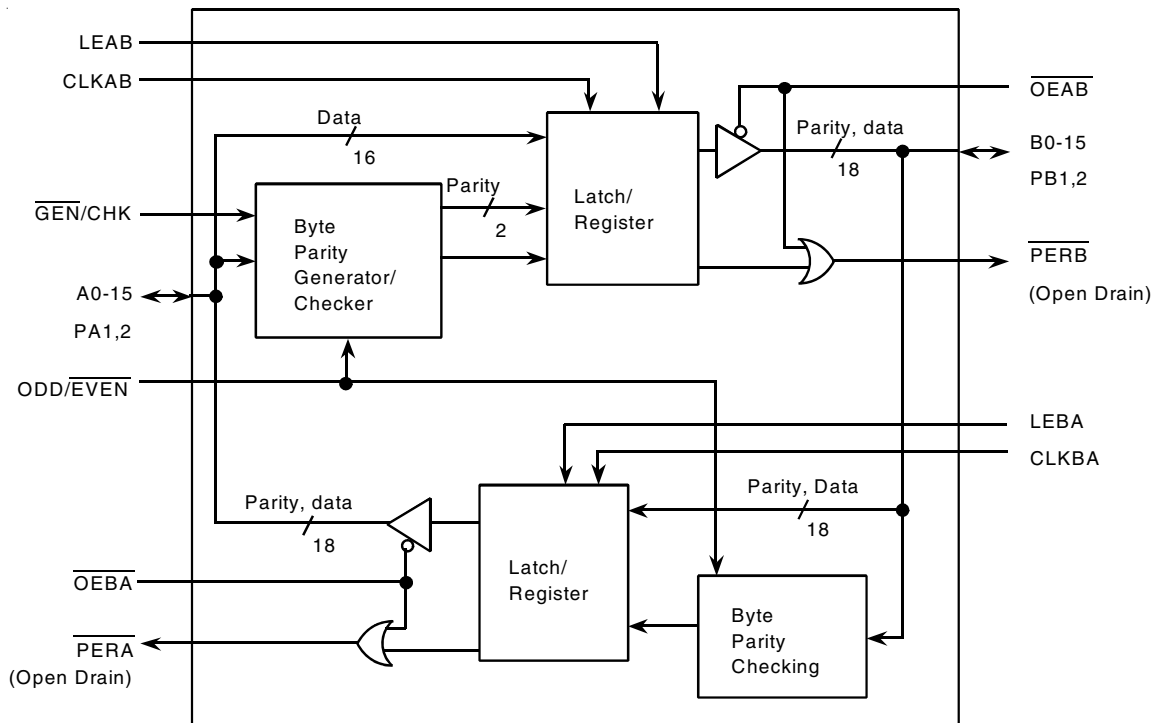 LEAB
CLKAB
OEAB
Data
16
Parity, data
18
B0-15
PB1,2
GEN/CHK
Parity
2
Byte
Parity
Generator/
Checker
Latch/
Register
PERB
(Open Drain)
A0-15
PA1,2
ODD/EVEN
LEBA
CLKBA
Parity, data
18
Parity, Data
18
OEBA
Latch/
Register
Byte
Parity
Checking
PERA
(Open Drain)